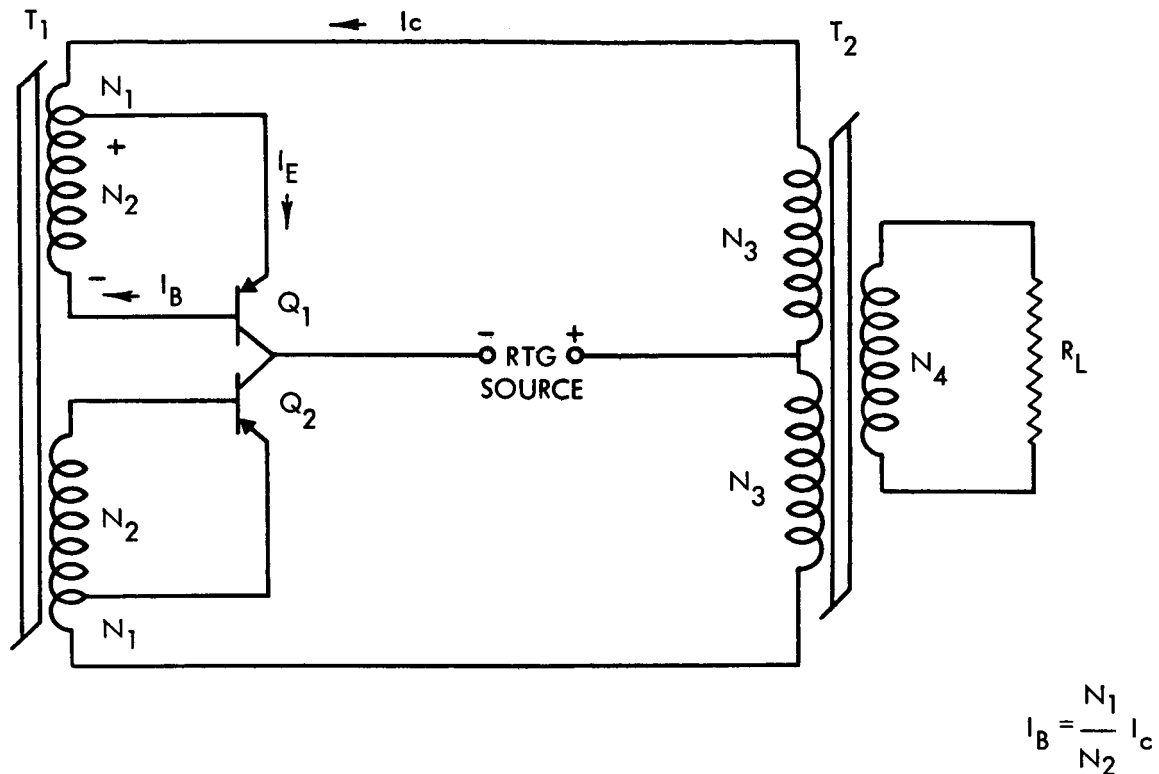 T1
Ic
T2
N1
+
N2
IE
-
IB
Q1
- RTG +
SOURCE
Q2
N3
N4
RL
N3
N2
N1
IB = N1/N2 Ic